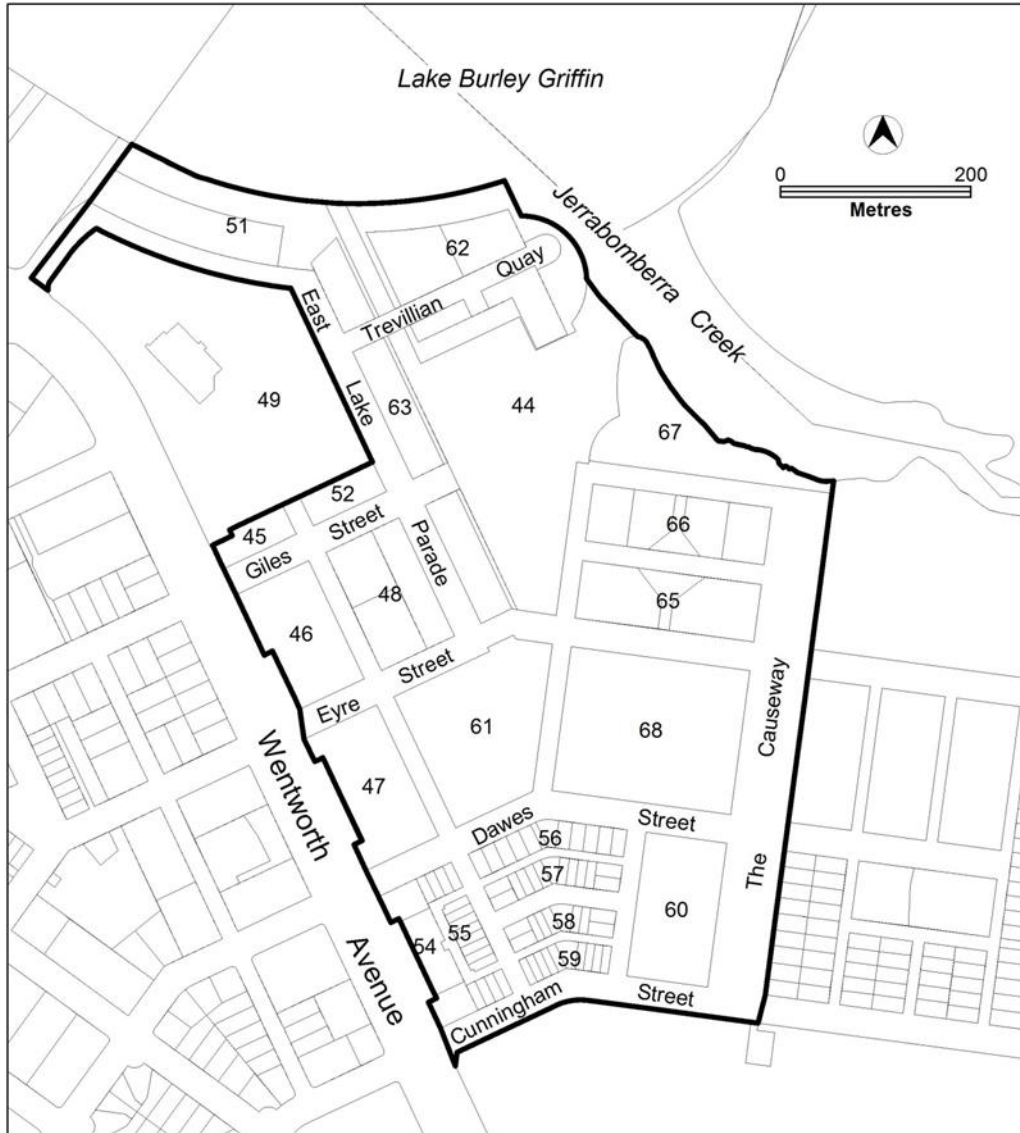 Lake Burley Griffin
0 200
Metres
Jerrabomberra Creek
51
62
Quay
Trevillian
East Lake Parade
49
63
44
67
52
45
Giles Street
66
48
65
46
Eyre Street
61
68
The Causeway
47
Wentworth Avenue
Dawes Street
56
57
60
58
55
54
59
Cunningham Street